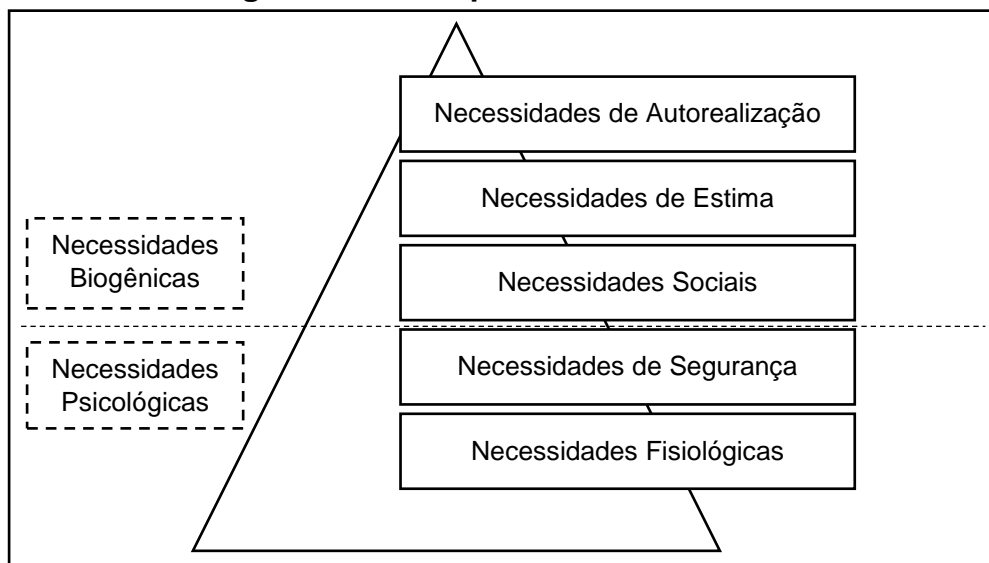 Necessidades de Autorealização
Necessidades de Estima
Necessidades
Biogênicas
Necessidades Sociais
Necessidades
Psicológicas
Necessidades de Segurança
Necessidades Fisiológicas